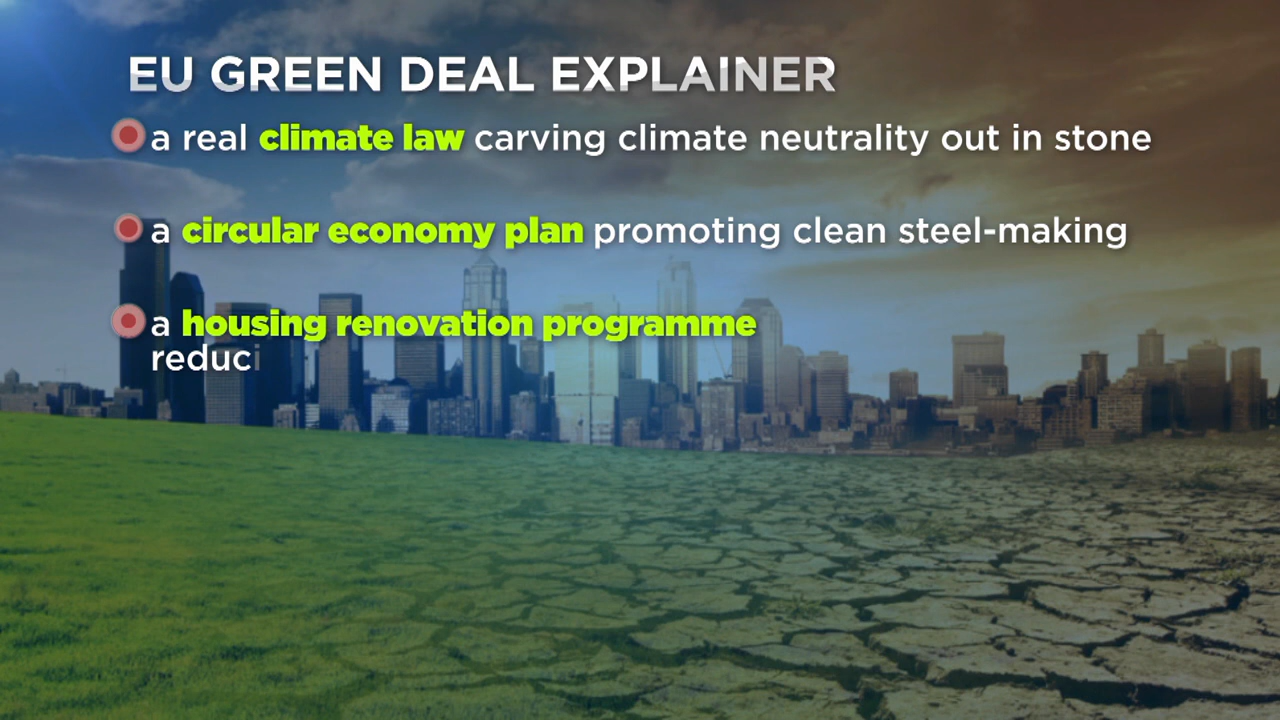 EU GREEN DEAL EXPLAINER
a real climate law carving climate neutrality out in stone
a circular economy plan promoting clean steel-making
a housing renovation programme
reduci